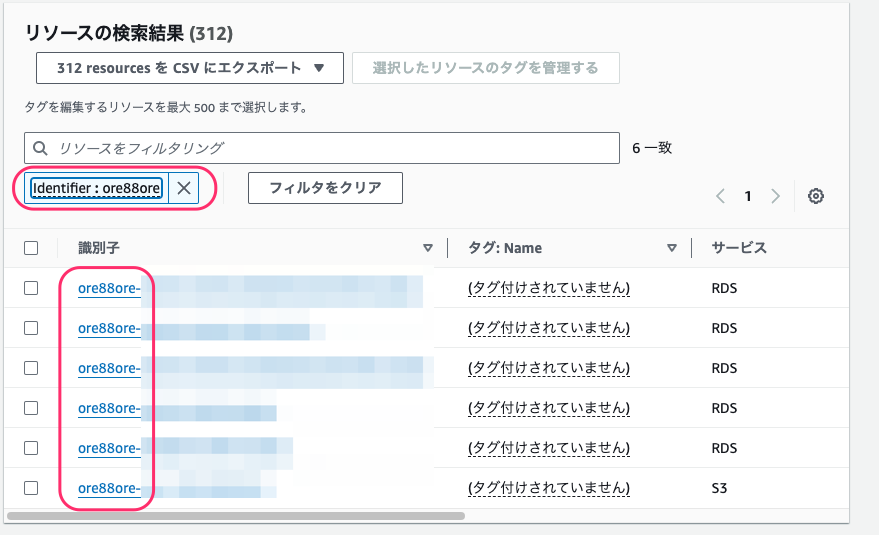 リソースの検索結果 (312)
312 resources を CSV にエクスポート ▼ 選択したリソースのタグを管理する
タグを編集するリソースを最大 500 まで選択します。
リソースをフィルタリング 6 一致
Identifier : ore88ore フィルタをクリア 1
識別子 タグ: Name サービス
ore88ore- (タグ付けされていません) RDS
ore88ore- (タグ付けされていません) RDS
ore88ore- (タグ付けされていません) RDS
ore88ore- (タグ付けされていません) RDS
ore88ore- (タグ付けされていません) RDS
ore88ore- (タグ付けされていません) S3